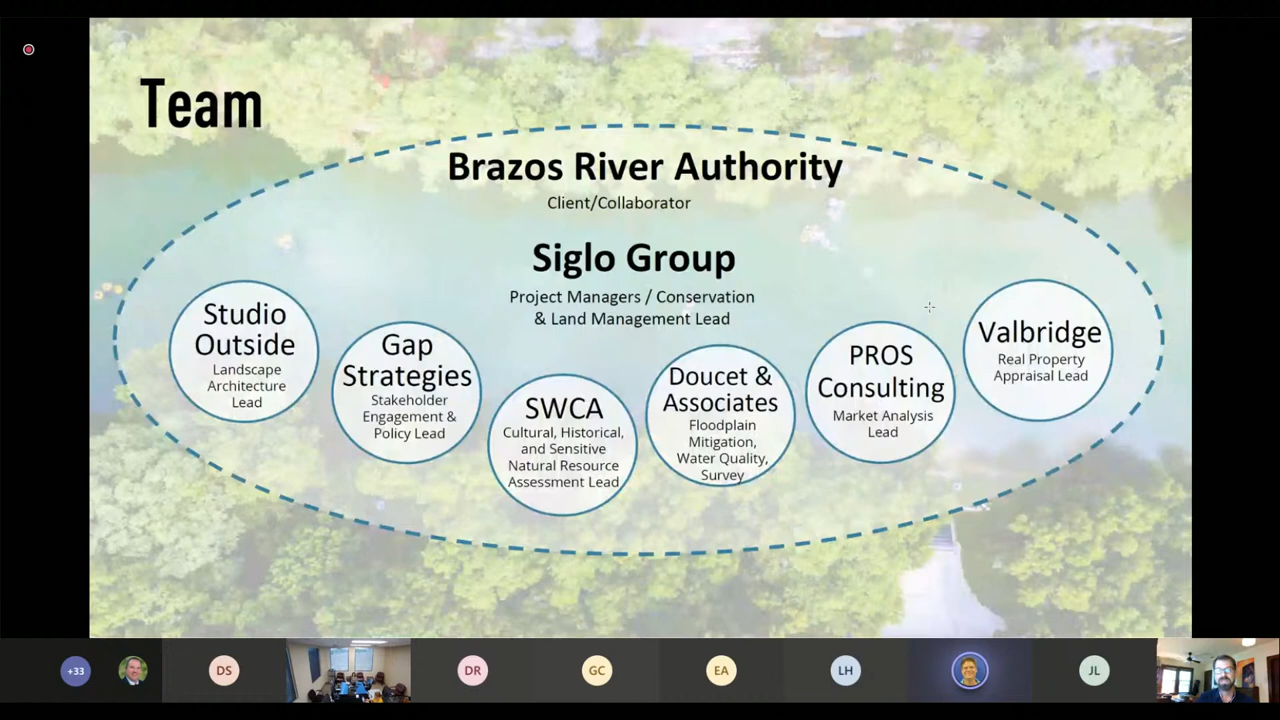 Team
Brazos River Authority
Client/Collaborator
Siglo Group
Project Managers / Conservation
& Land Management Lead
Studio
Outside
Landscape
Architecture
Lead
Gap
Strategies
Stakeholder
Engagement &
Policy Lead
SWCA
Cultural, Historical,
and Sensitive
Natural Resource
Assessment Lead
Doucet &
Associates
Floodplain
Mitigation,
Water Quality,
Survey
PROS
Consulting
Market Analysis
Lead
Valbridge
Real Property
Appraisal Lead
+33
DS
DR
GC
EA
LH
JL